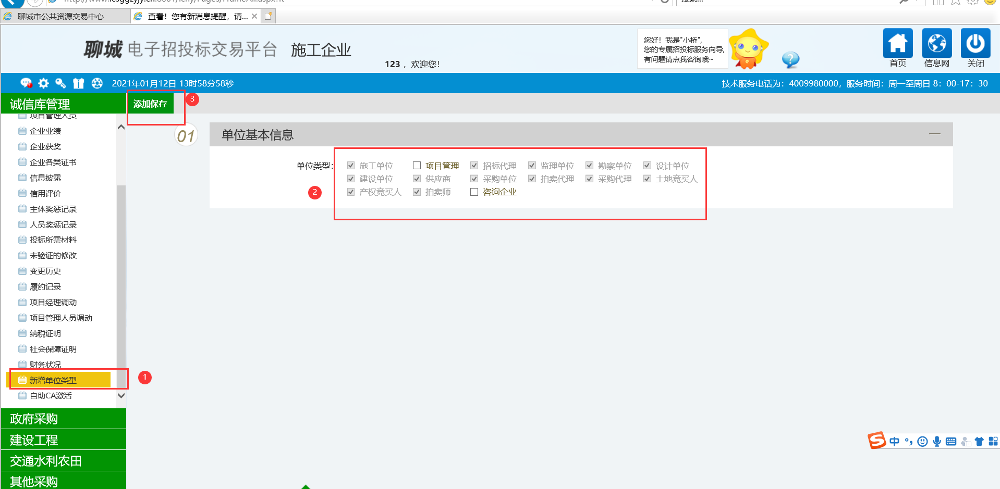 聊城市公共资源交易中心
查看！您有新消息提醒，请...
聊城 电子招投标交易平台 施工企业
123 ，欢迎您！
您好！我是"小桥",
您的专属招投标服务向导,
有问题请点我咨询哦~
首页
信息网
关闭
2021年01月12日 13时58分58秒
技术服务电话为：4009980000，服务时间：周一至周日 8：00-17：30
诚信库管理
添加保存
3
项目管理人员
企业业绩
企业获奖
企业各类证书
信息披露
信用评价
主体奖惩记录
人员奖惩记录
投标所需材料
未验证的修改
变更历史
履约记录
项目经理调动
项目管理人员调动
纳税证明
社会保障证明
财务状况
新增单位类型
1
自助CA激活
政府采购
建设工程
交通水利农田
其他采购
01
单位基本信息
单位类型：
施工单位 项目管理 招标代理 监理单位 勘察单位 设计单位
建设单位 供应商 采购单位 拍卖代理 采购代理 土地竞买人
产权竞买人 拍卖师 咨询企业
2
中